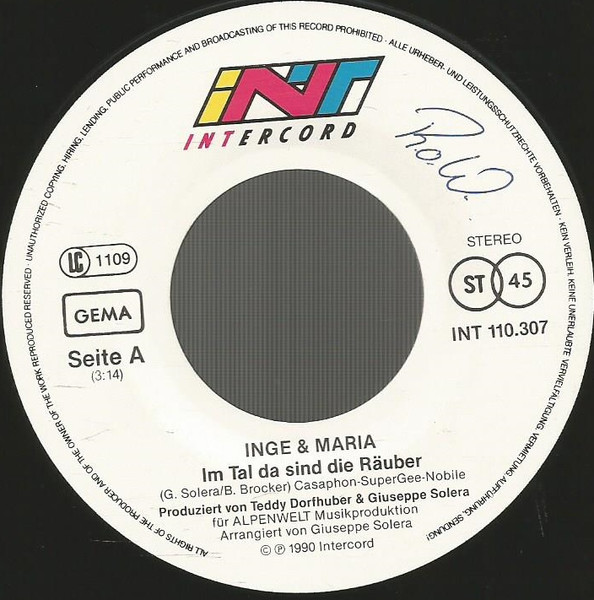 ALL RIGHTS OF THE PRODUCER AND OF THE OWNER OF THE WORK REPRODUCED RESERVED · UNAUTHORIZED COPYING, HIRING, LENDING, PUBLIC PERFORMANCE AND BROADCASTING OF THIS RECORD PROHIBITED · ALLE URHEBER- UND LEISTUNGSSCHUTZRECHTE VORBEHALTEN · KEIN VERLEIH, KEINE UNERLAUBTE VERVIELFÄLTIGUNG, VERMIETUNG, AUFFÜHRUNG, SENDUNG!
INT
INTERCORD
Ro.W.
LC 1109
GEMA
Seite A
(3:14)
STEREO
ST 45
INT 110.307
INGE & MARIA
Im Tal da sind die Räuber
(G. Solera/B. Brocker) Casaphon-SuperGee-Nobile
Produziert von Teddy Dorfhuber & Giuseppe Solera
für ALPENWELT Musikproduktion
Arrangiert von Giuseppe Solera
© ℗ 1990 Intercord